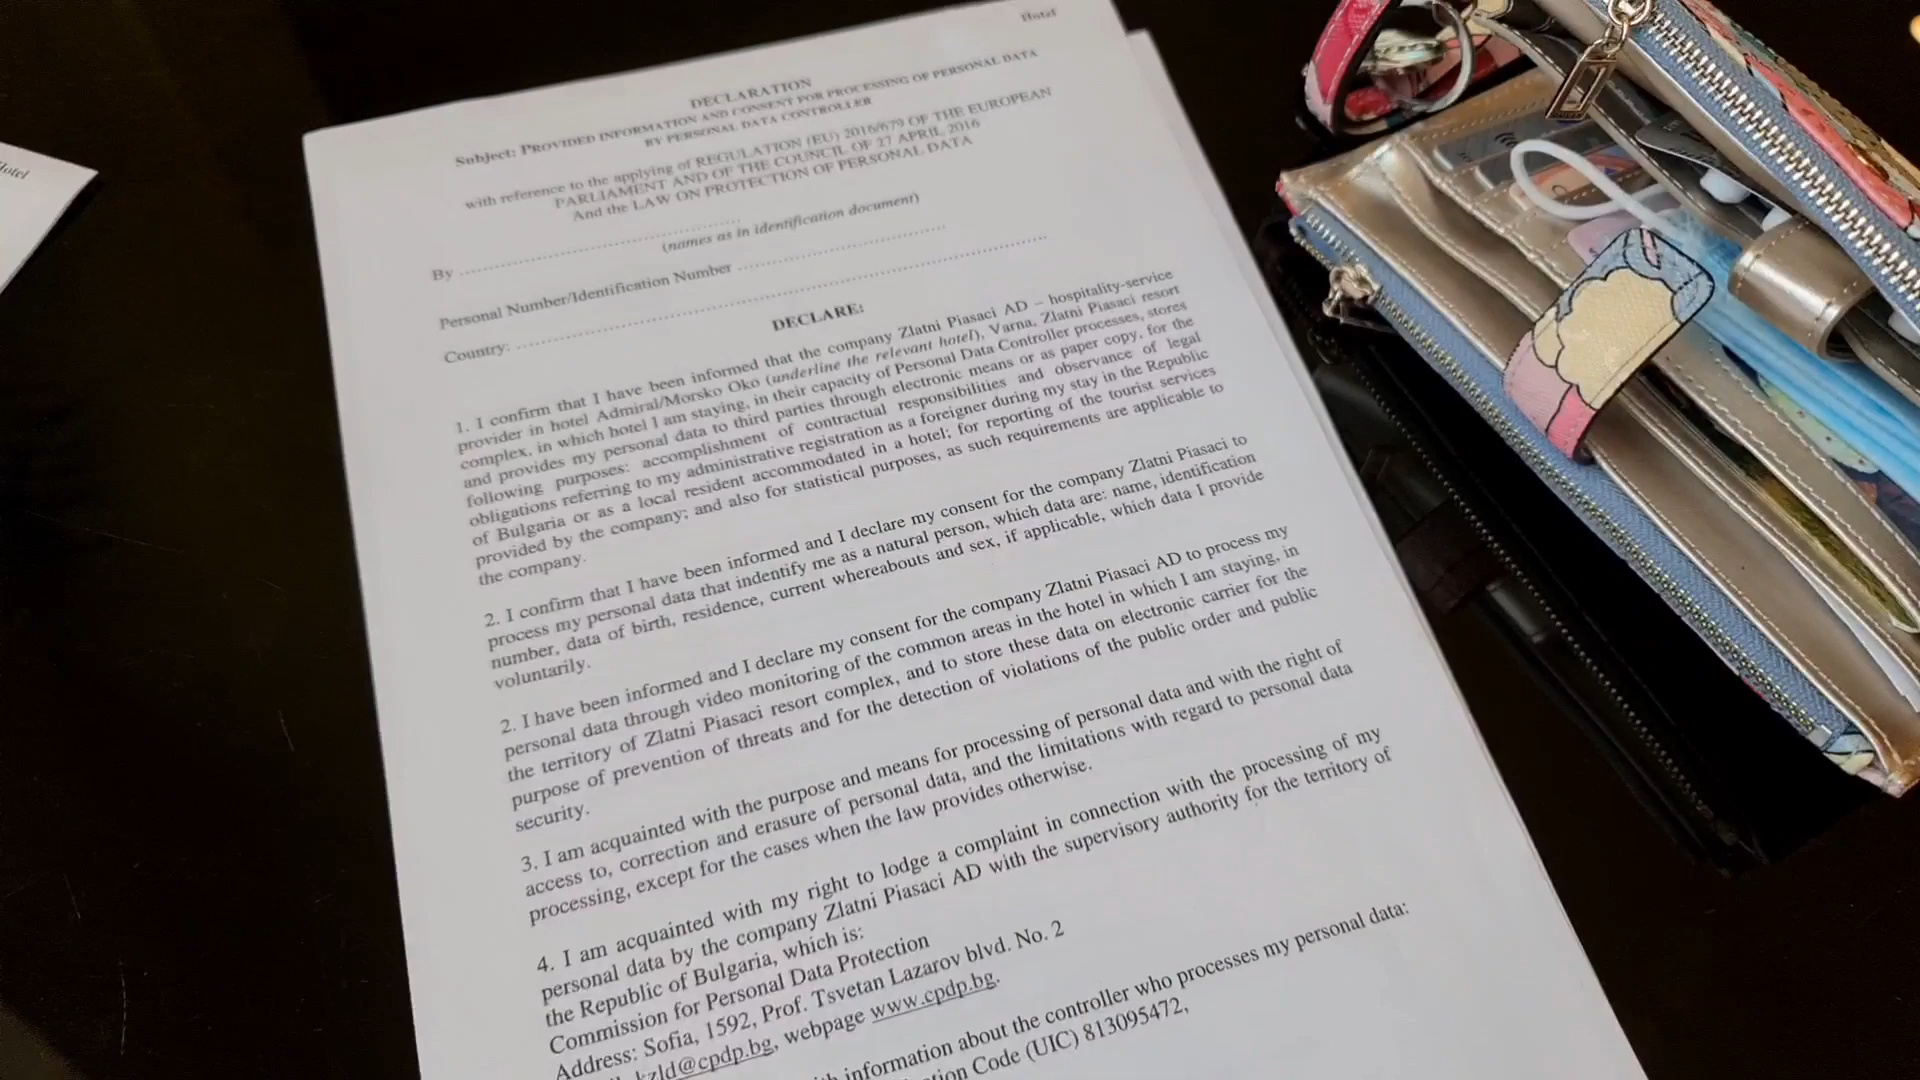 Hotel
DECLARATION
Subject: PROVIDED INFORMATION AND CONSENT FOR PROCESSING OF PERSONAL DATA
BY PERSONAL DATA CONTROLLER
with reference to the applying of REGULATION (EU) 2016/679 OF THE EUROPEAN
PARLIAMENT AND OF THE COUNCIL OF 27 APRIL 2016
And the LAW ON PROTECTION OF PERSONAL DATA
By ............................................................
(names as in identification document)
Personal Number/Identification Number ............................................
Country: ............................................................................................
DECLARE:
1. I confirm that I have been informed that the company Zlatni Piasaci AD – hospitality-service
provider in hotel Admiral/Morsko Oko (underline the relevant hotel), Varna, Zlatni Piasaci resort
complex, in which hotel I am staying, in their capacity of Personal Data Controller processes, stores
and provides my personal data to third parties through electronic means or as paper copy, for the
following purposes: accomplishment of contractual responsibilities and observance of legal
obligations referring to my administrative registration as a foreigner during my stay in the Republic
of Bulgaria or as a local resident accommodated in a hotel; for reporting of the tourist services
provided by the company; and also for statistical purposes, as such requirements are applicable to
the company.
2. I confirm that I have been informed and I declare my consent for the company Zlatni Piasaci to
process my personal data that indentify me as a natural person, which data are: name, identification
number, data of birth, residence, current whereabouts and sex, if applicable, which data I provide
voluntarily.
2. I have been informed and I declare my consent for the company Zlatni Piasaci AD to process my
personal data through video monitoring of the common areas in the hotel in which I am staying, in
the territory of Zlatni Piasaci resort complex, and to store these data on electronic carrier for the
purpose of prevention of threats and for the detection of violations of the public order and public
security.
3. I am acquainted with the purpose and means for processing of personal data and with the right of
access to, correction and erasure of personal data, and the limitations with regard to personal data
processing, except for the cases when the law provides otherwise.
4. I am acquainted with my right to lodge a complaint in connection with the processing of my
personal data by the company Zlatni Piasaci AD with the supervisory authority for the territory of
the Republic of Bulgaria, which is:
Commission for Personal Data Protection
Address: Sofia, 1592, Prof. Tsvetan Lazarov blvd. No. 2
kzld@cpdp.bg, webpage www.cpdp.bg.
information about the controller who processes my personal data:
Code (UIC) 813095472,